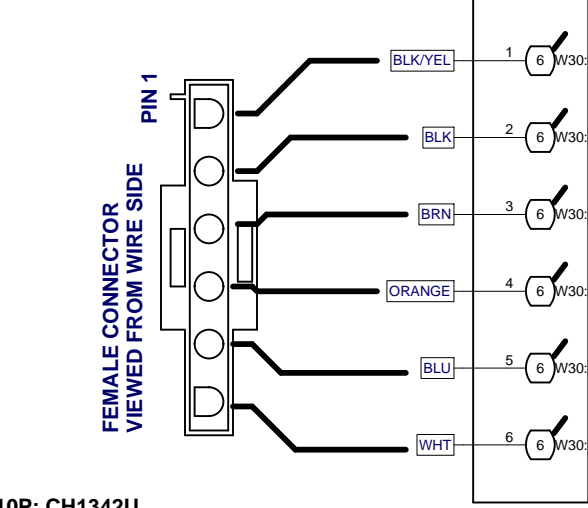 PIN 1
FEMALE CONNECTOR
VIEWED FROM WIRE SIDE
BLK/YEL 1 6 W30:
BLK 2 6 W30:
BRN 3 6 W30:
ORANGE 4 6 W30:
BLU 5 6 W30:
WHT 6 6 W30:
10P: CH1342U